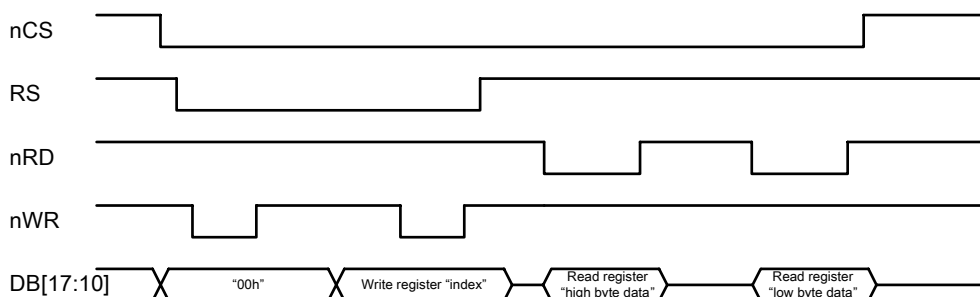 nCS
RS
nRD
nWR
DB[17:10]
“00h”
Write register “index”
Read register
“high byte data”
Read register
“low byte data”